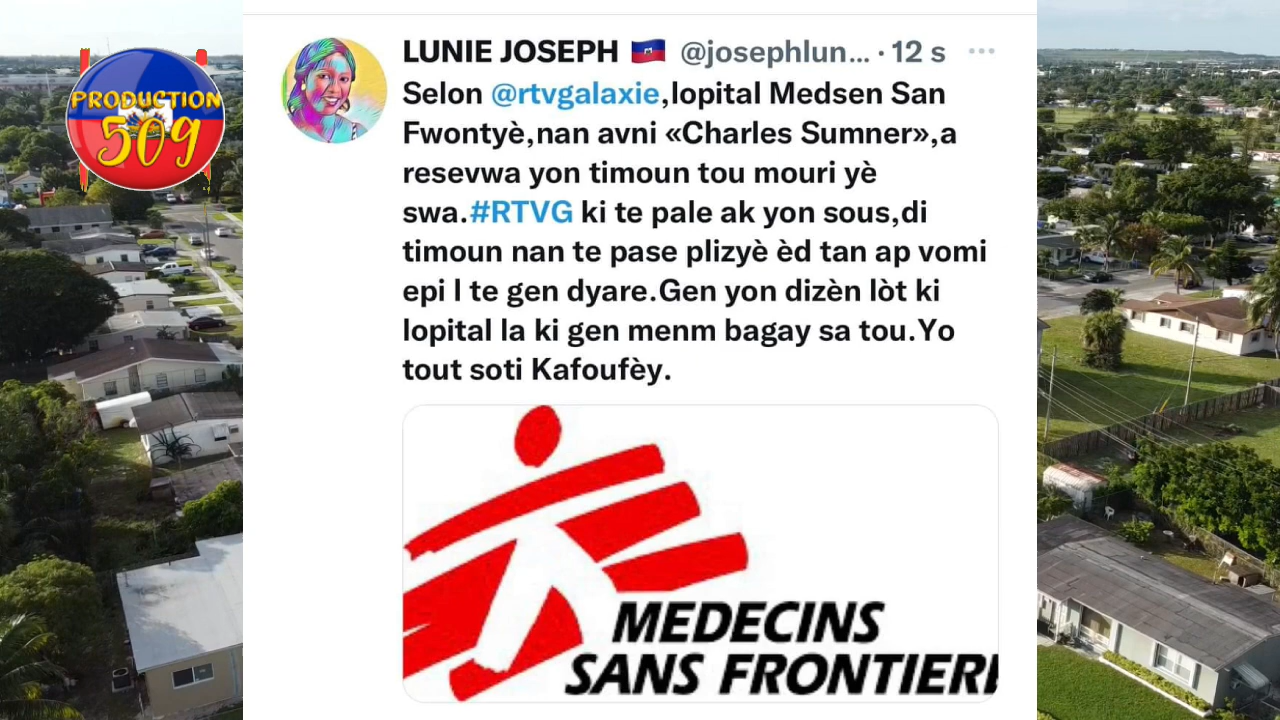 PRODUCTION
509
LUNIE JOSEPH 🇭🇹 @josephlun... · 12 s
Selon @rtvgalaxie,lopital Medsen San
Fwontyè,nan avni «Charles Sumner»,a
resevwa yon timoun tou mouri yè
swa.#RTVG ki te pale ak yon sous,di
timoun nan te pase plizyè èd tan ap vomi
epi l te gen dyare.Gen yon dizèn lòt ki
lopital la ki gen menm bagay sa tou.Yo
tout soti Kafoufèy.
MEDECINS
SANS FRONTIERE